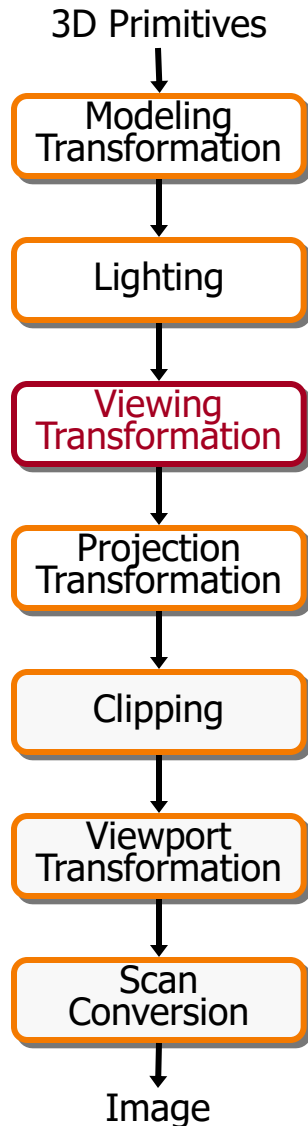 3D Primitives
Modeling
Transformation
Lighting
Viewing
Transformation
Projection
Transformation
Clipping
Viewport
Transformation
Scan
Conversion
Image